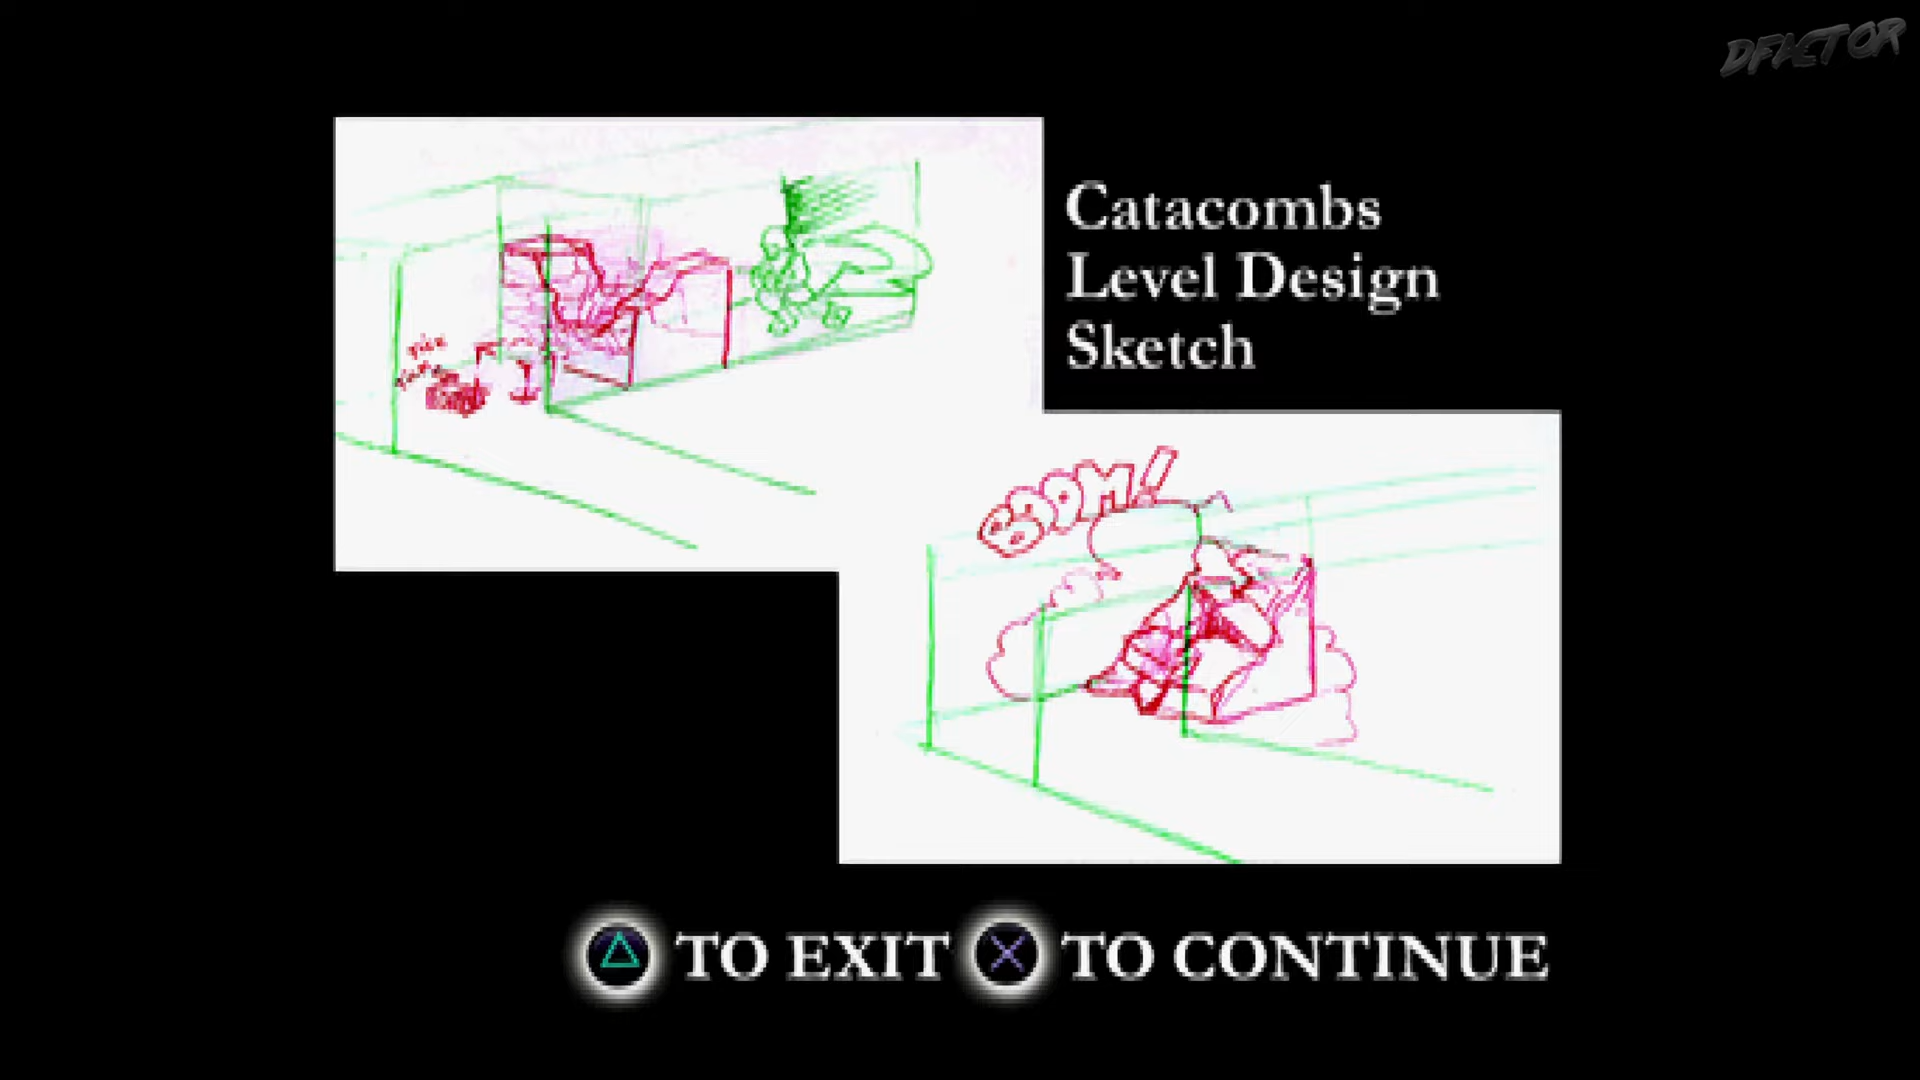 DFACTOR
Catacombs
Level Design
Sketch
BOOM!
TO EXIT TO CONTINUE